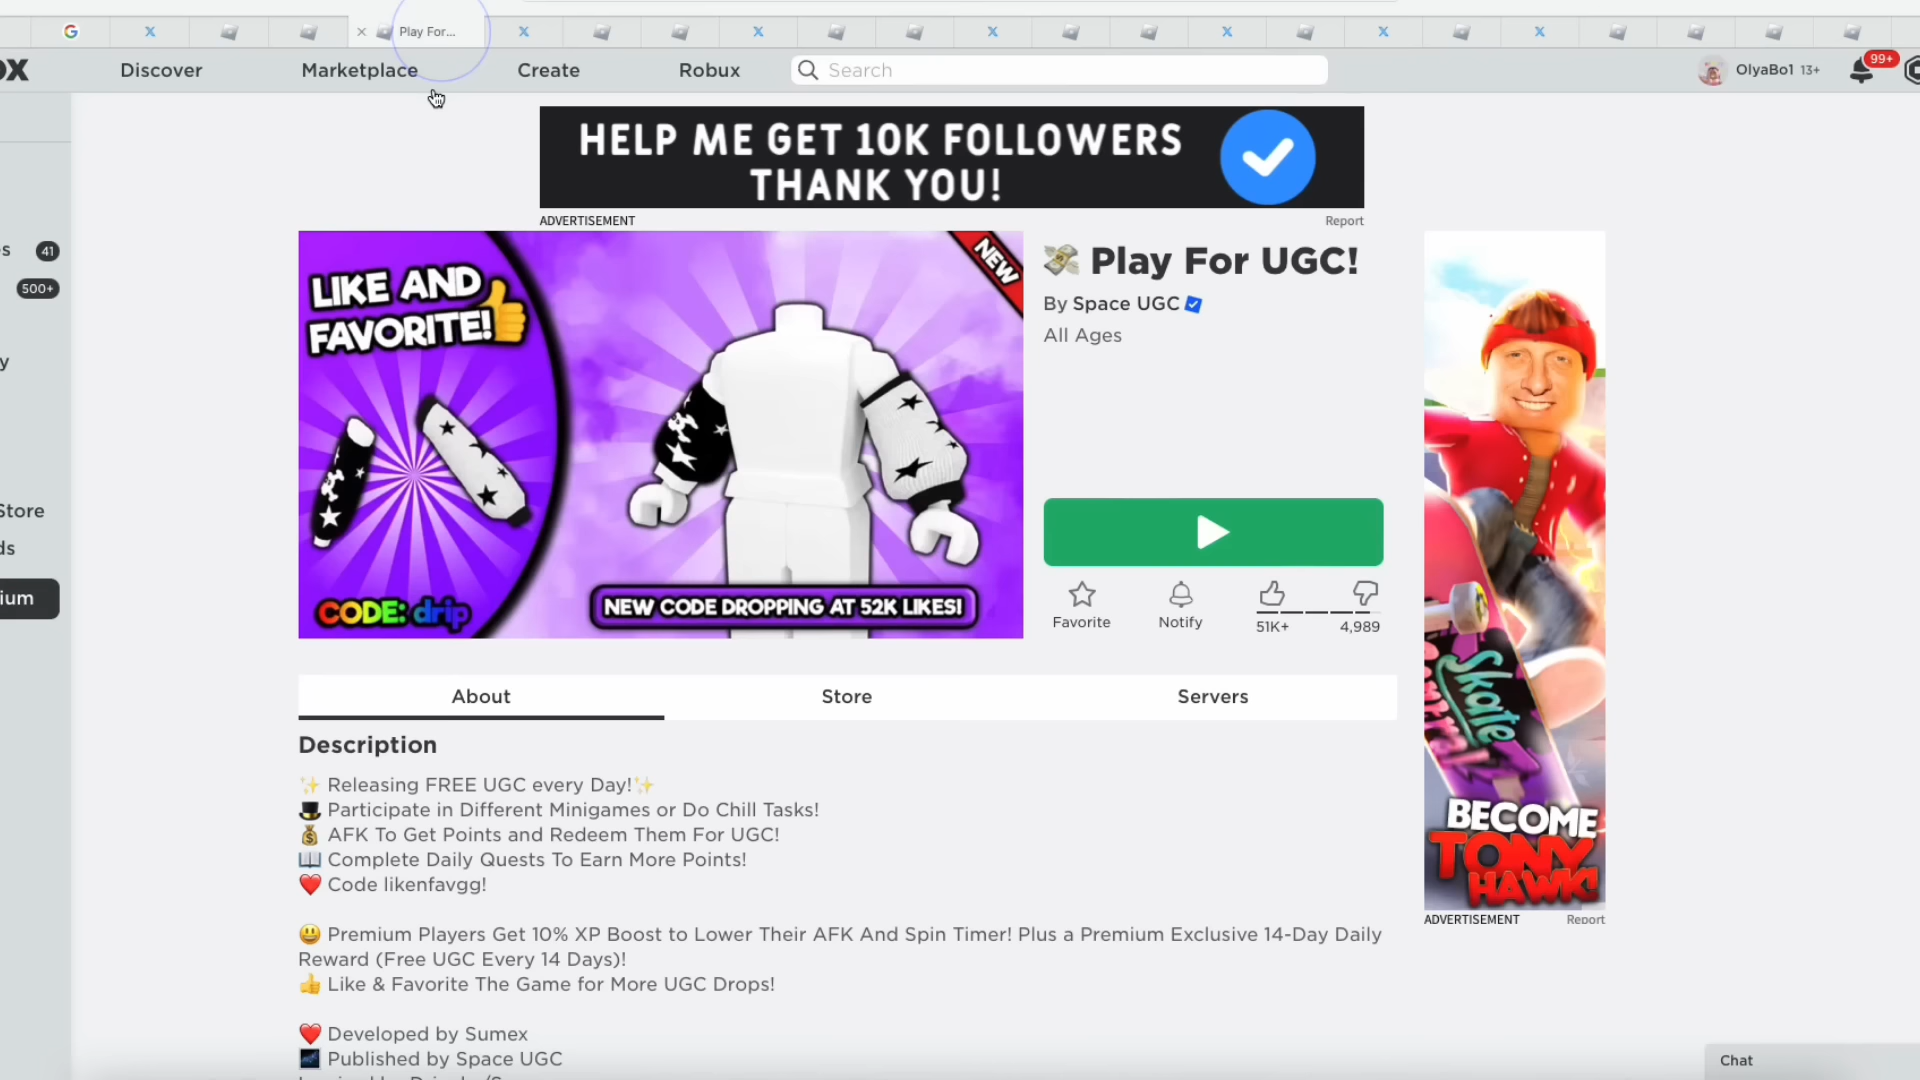 Play For...
OX
Discover
Marketplace
Create
Robux
Search
OlyaBo1 13+
99+
HELP ME GET 10K FOLLOWERS
THANK YOU!
ADVERTISEMENT
Report
s 41
500+
y
Store
ds
ium
LIKE AND
FAVORITE!
NEW
CODE: drip
NEW CODE DROPPING AT 52K LIKES!
💸 Play For UGC!
By Space UGC
All Ages
Favorite
Notify
51K+
4,989
Skate
BECOME
TONY
HAWK!
ADVERTISEMENT
Report
About
Store
Servers
Description
✨ Releasing FREE UGC every Day!✨
🎩 Participate in Different Minigames or Do Chill Tasks!
💰 AFK To Get Points and Redeem Them For UGC!
📖 Complete Daily Quests To Earn More Points!
❤️ Code likenfavgg!
😃 Premium Players Get 10% XP Boost to Lower Their AFK And Spin Timer! Plus a Premium Exclusive 14-Day Daily
Reward (Free UGC Every 14 Days)!
👍 Like & Favorite The Game for More UGC Drops!
❤️ Developed by Sumex
🌌 Published by Space UGC
Chat